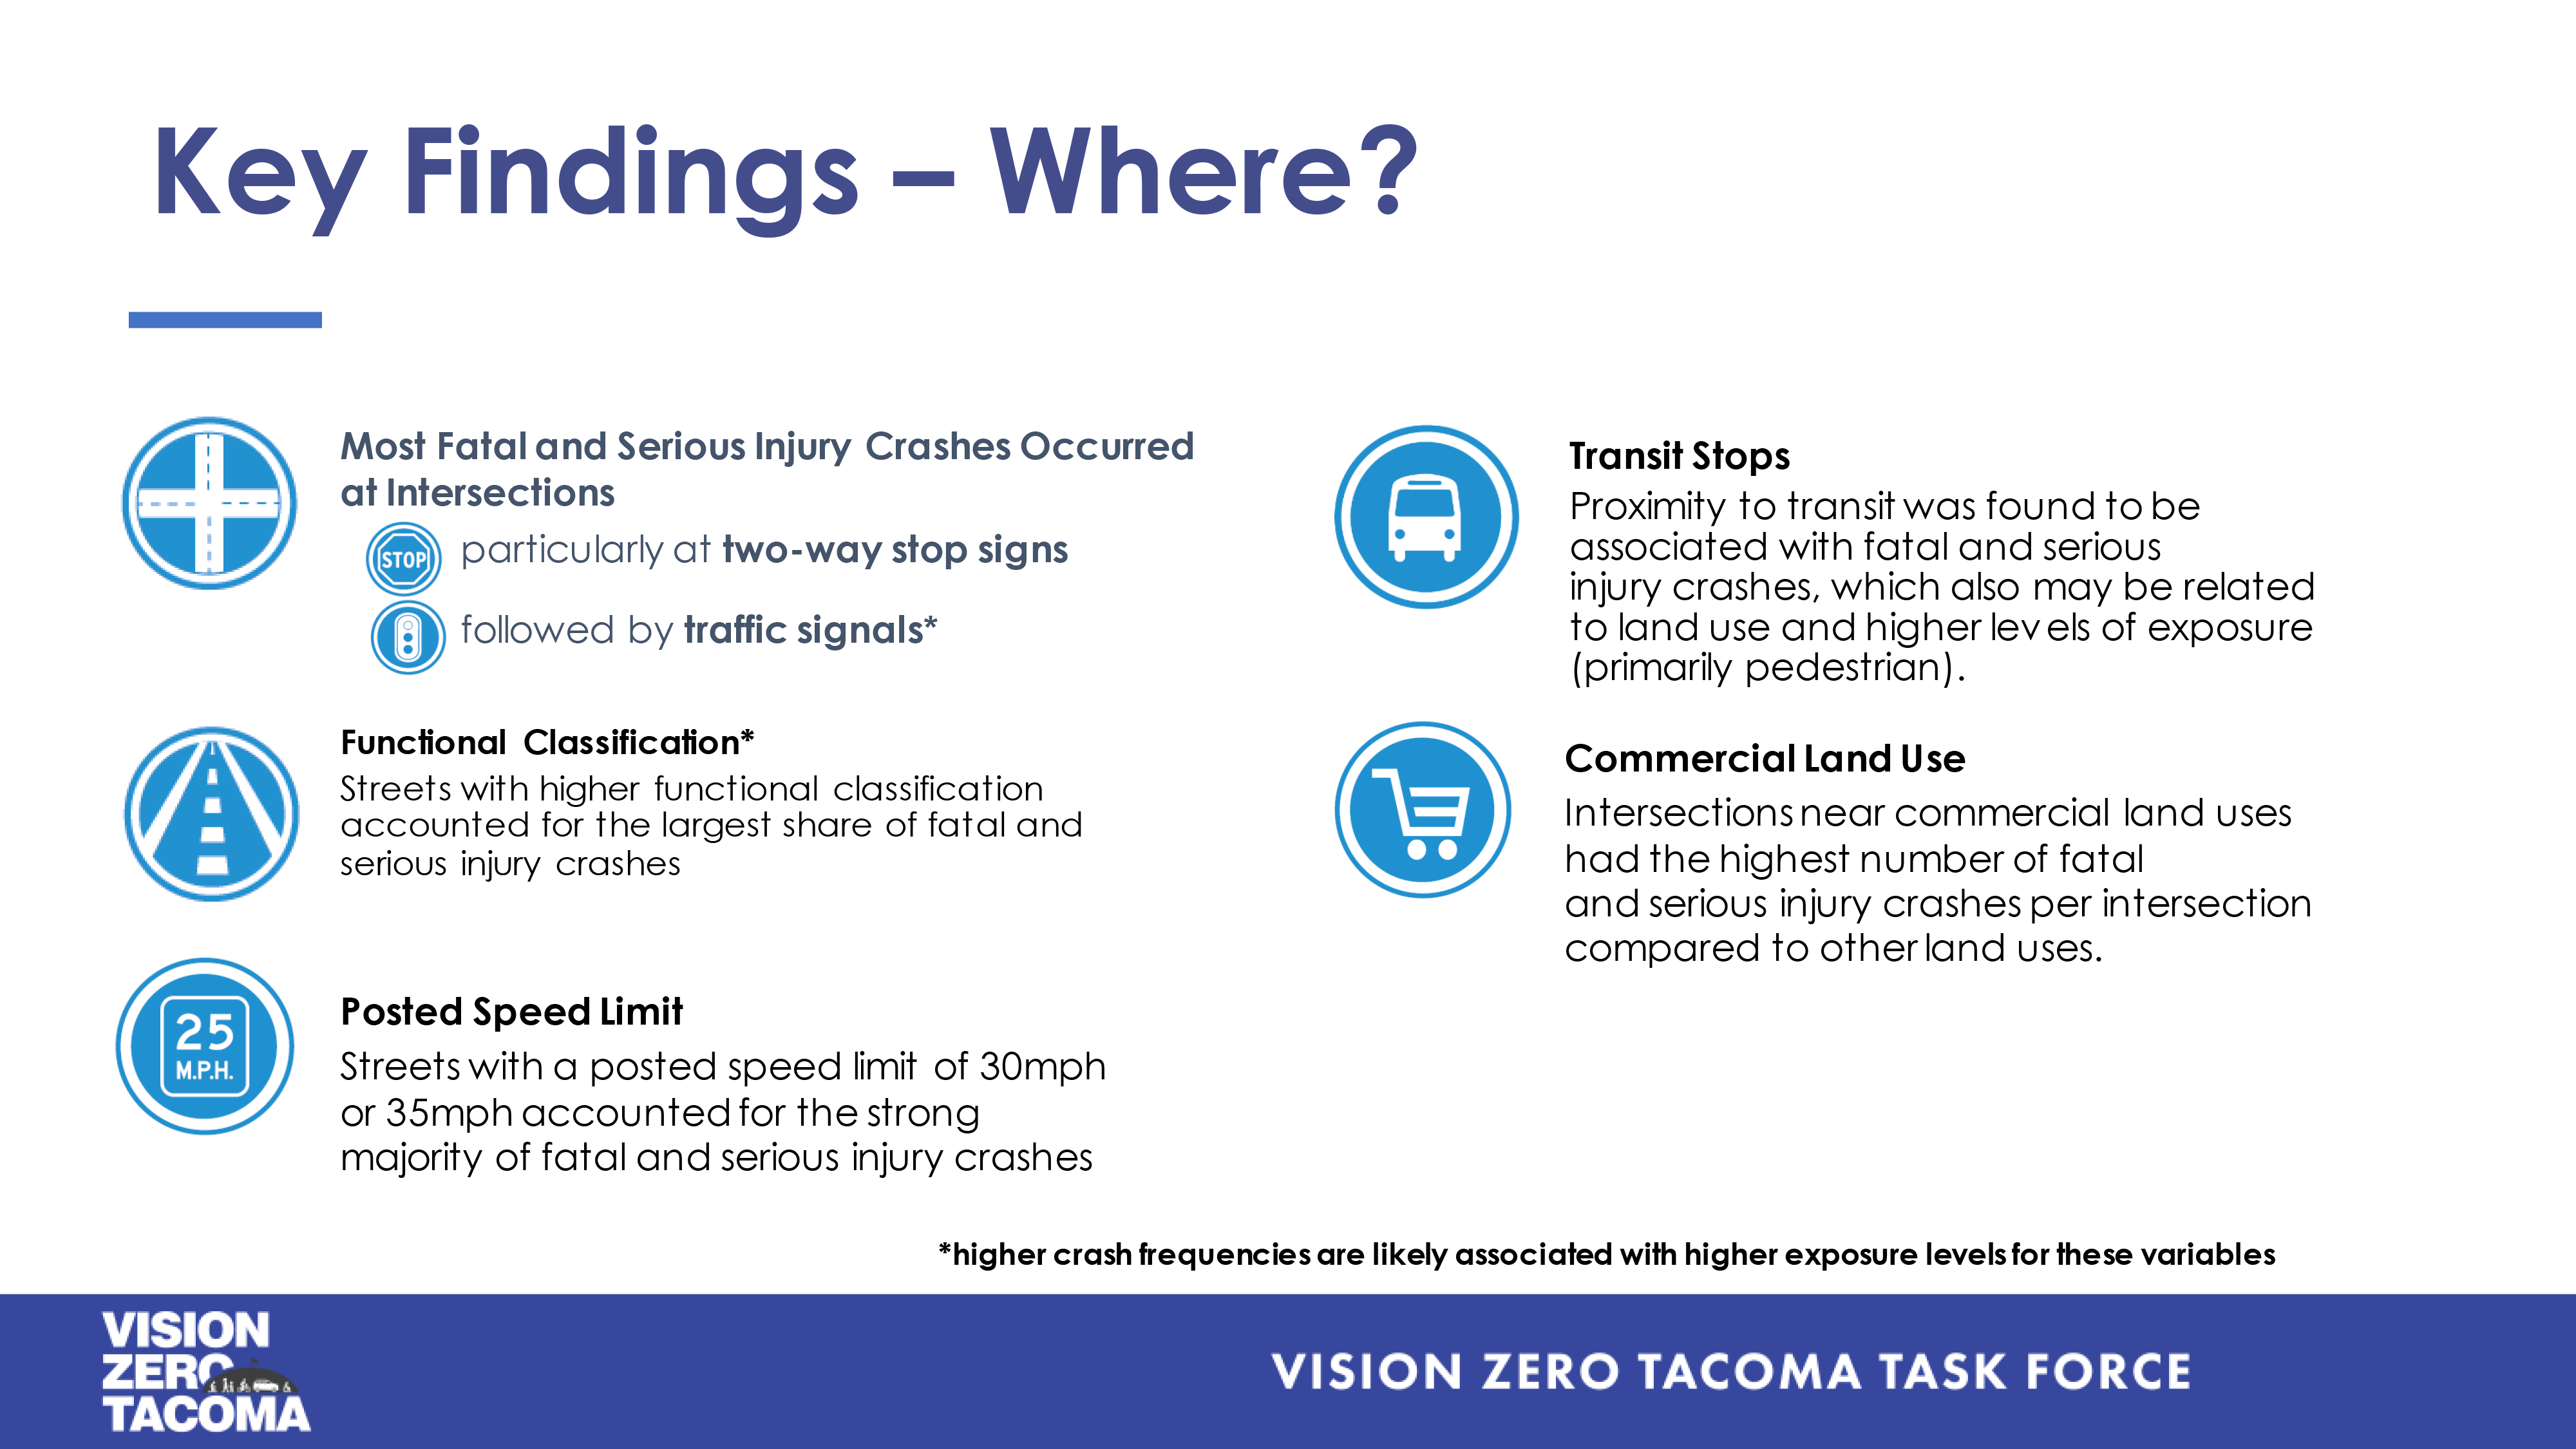 Key Findings – Where?
Most Fatal and Serious Injury Crashes Occurred
at Intersections
STOP
particularly at two-way stop signs
followed by traffic signals*
Functional Classification*
Streets with higher functional classification
accounted for the largest share of fatal and
serious injury crashes
25
M.P.H.
Posted Speed Limit
Streets with a posted speed limit of 30mph
or 35mph accounted for the strong
majority of fatal and serious injury crashes
Transit Stops
Proximity to transit was found to be
associated with fatal and serious
injury crashes, which also may be related
to land use and higher levels of exposure
(primarily pedestrian).
Commercial Land Use
Intersections near commercial land uses
had the highest number of fatal
and serious injury crashes per intersection
compared to other land uses.
*higher crash frequencies are likely associated with higher exposure levels for these variables
VISION
ZERO
TACOMA
VISION ZERO TACOMA TASK FORCE